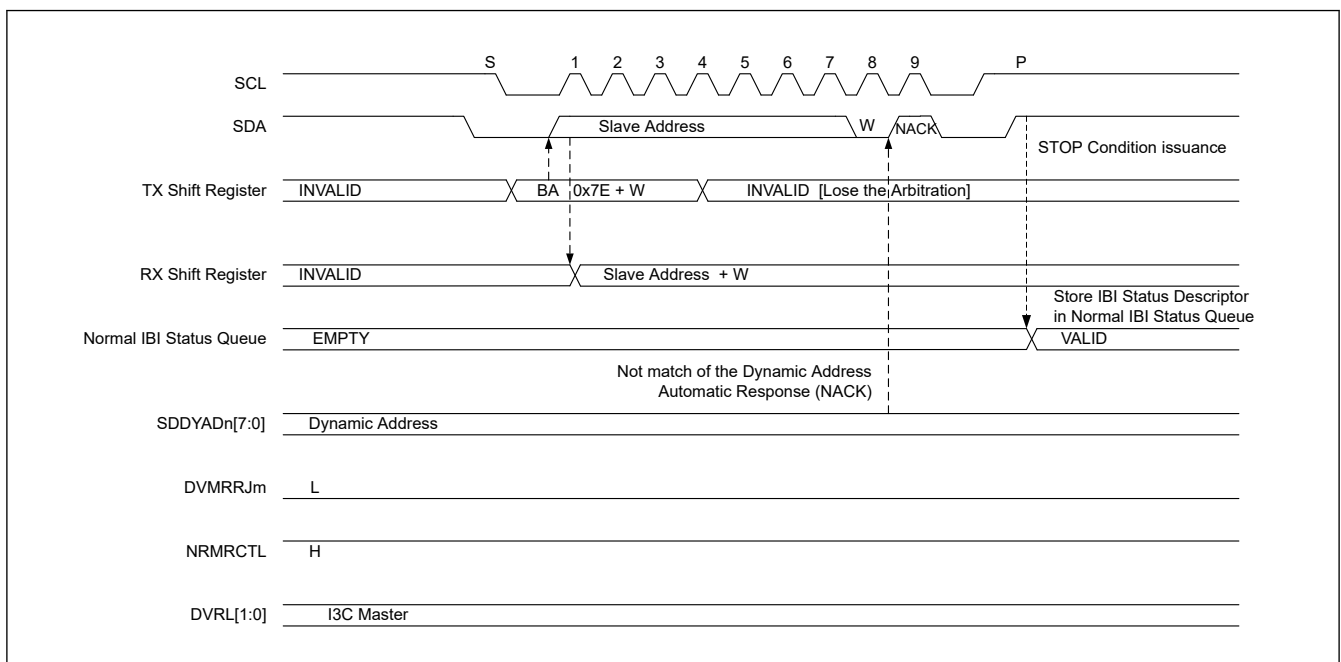 S 1 2 3 4 5 6 7 8 9 P
SCL
SDA Slave Address W NACK
STOP Condition issuance
TX Shift Register INVALID BA 0x7E + W INVALID [Lose the Arbitration]
RX Shift Register INVALID Slave Address + W
Store IBI Status Descriptor
in Normal IBI Status Queue
Normal IBI Status Queue EMPTY VALID
Not match of the Dynamic Address
Automatic Response (NACK)
SDDYADn[7:0] Dynamic Address
DVMRRJm L
NRMRCTL H
DVRL[1:0] I3C Master